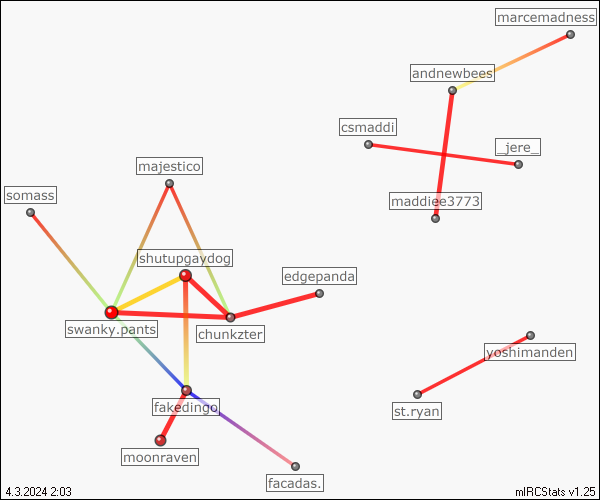 marcemadness
andnewbees
csmaddi
_jere_
majestico
somass
maddiee3773
shutupgaydog
edgepanda
swanky.pants
chunkzter
yoshimanden
fakedingo
st.ryan
moonraven
facadas.
4.3.2024 2:03
mIRCStats v1.25